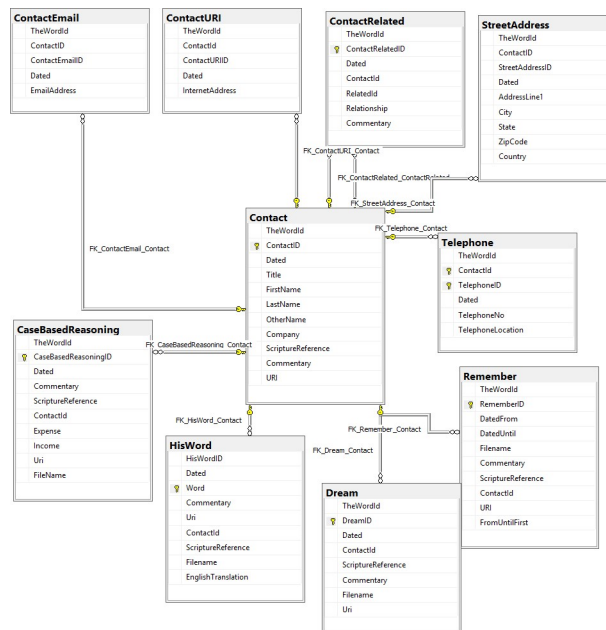 ContactEmail
TheWordId
ContactID
ContactEmailID
Dated
EmailAddress
ContactURI
TheWordId
ContactId
ContactURIID
Dated
InternetAddress
ContactRelated
TheWordId
ContactRelatedID
Dated
ContactId
RelatedId
Relationship
Commentary
StreetAddress
TheWordId
ContactID
StreetAddressID
Dated
AddressLine1
City
State
ZipCode
Country
FK_ContactURI_Contact
FK_ContactRelated_ContactRelated
FK_StreetAddress_Contact
FK_Telephone_Contact
FK_ContactEmail_Contact
Contact
TheWordId
ContactID
Dated
Title
FirstName
LastName
OtherName
Company
ScriptureReference
Commentary
URI
Telephone
TheWordId
ContactId
TelephoneID
Dated
TelephoneNo
TelephoneLocation
CaseBasedReasoning
TheWordId
CaseBasedReasoningID
Dated
Commentary
ScriptureReference
ContactId
Expense
Income
Uri
FileName
FK_CaseBasedReasoning_Contact
FK_HisWord_Contact
FK_Remember_Contact
FK_Dream_Contact
Remember
TheWordId
RememberID
DatedFrom
DatedUntil
Filename
Commentary
ScriptureReference
ContactId
URI
FromUntilFirst
HisWord
HisWordID
Dated
Word
Commentary
Uri
ContactId
ScriptureReference
Filename
EnglishTranslation
Dream
TheWordId
DreamID
Dated
ContactId
ScriptureReference
Commentary
Filename
Uri